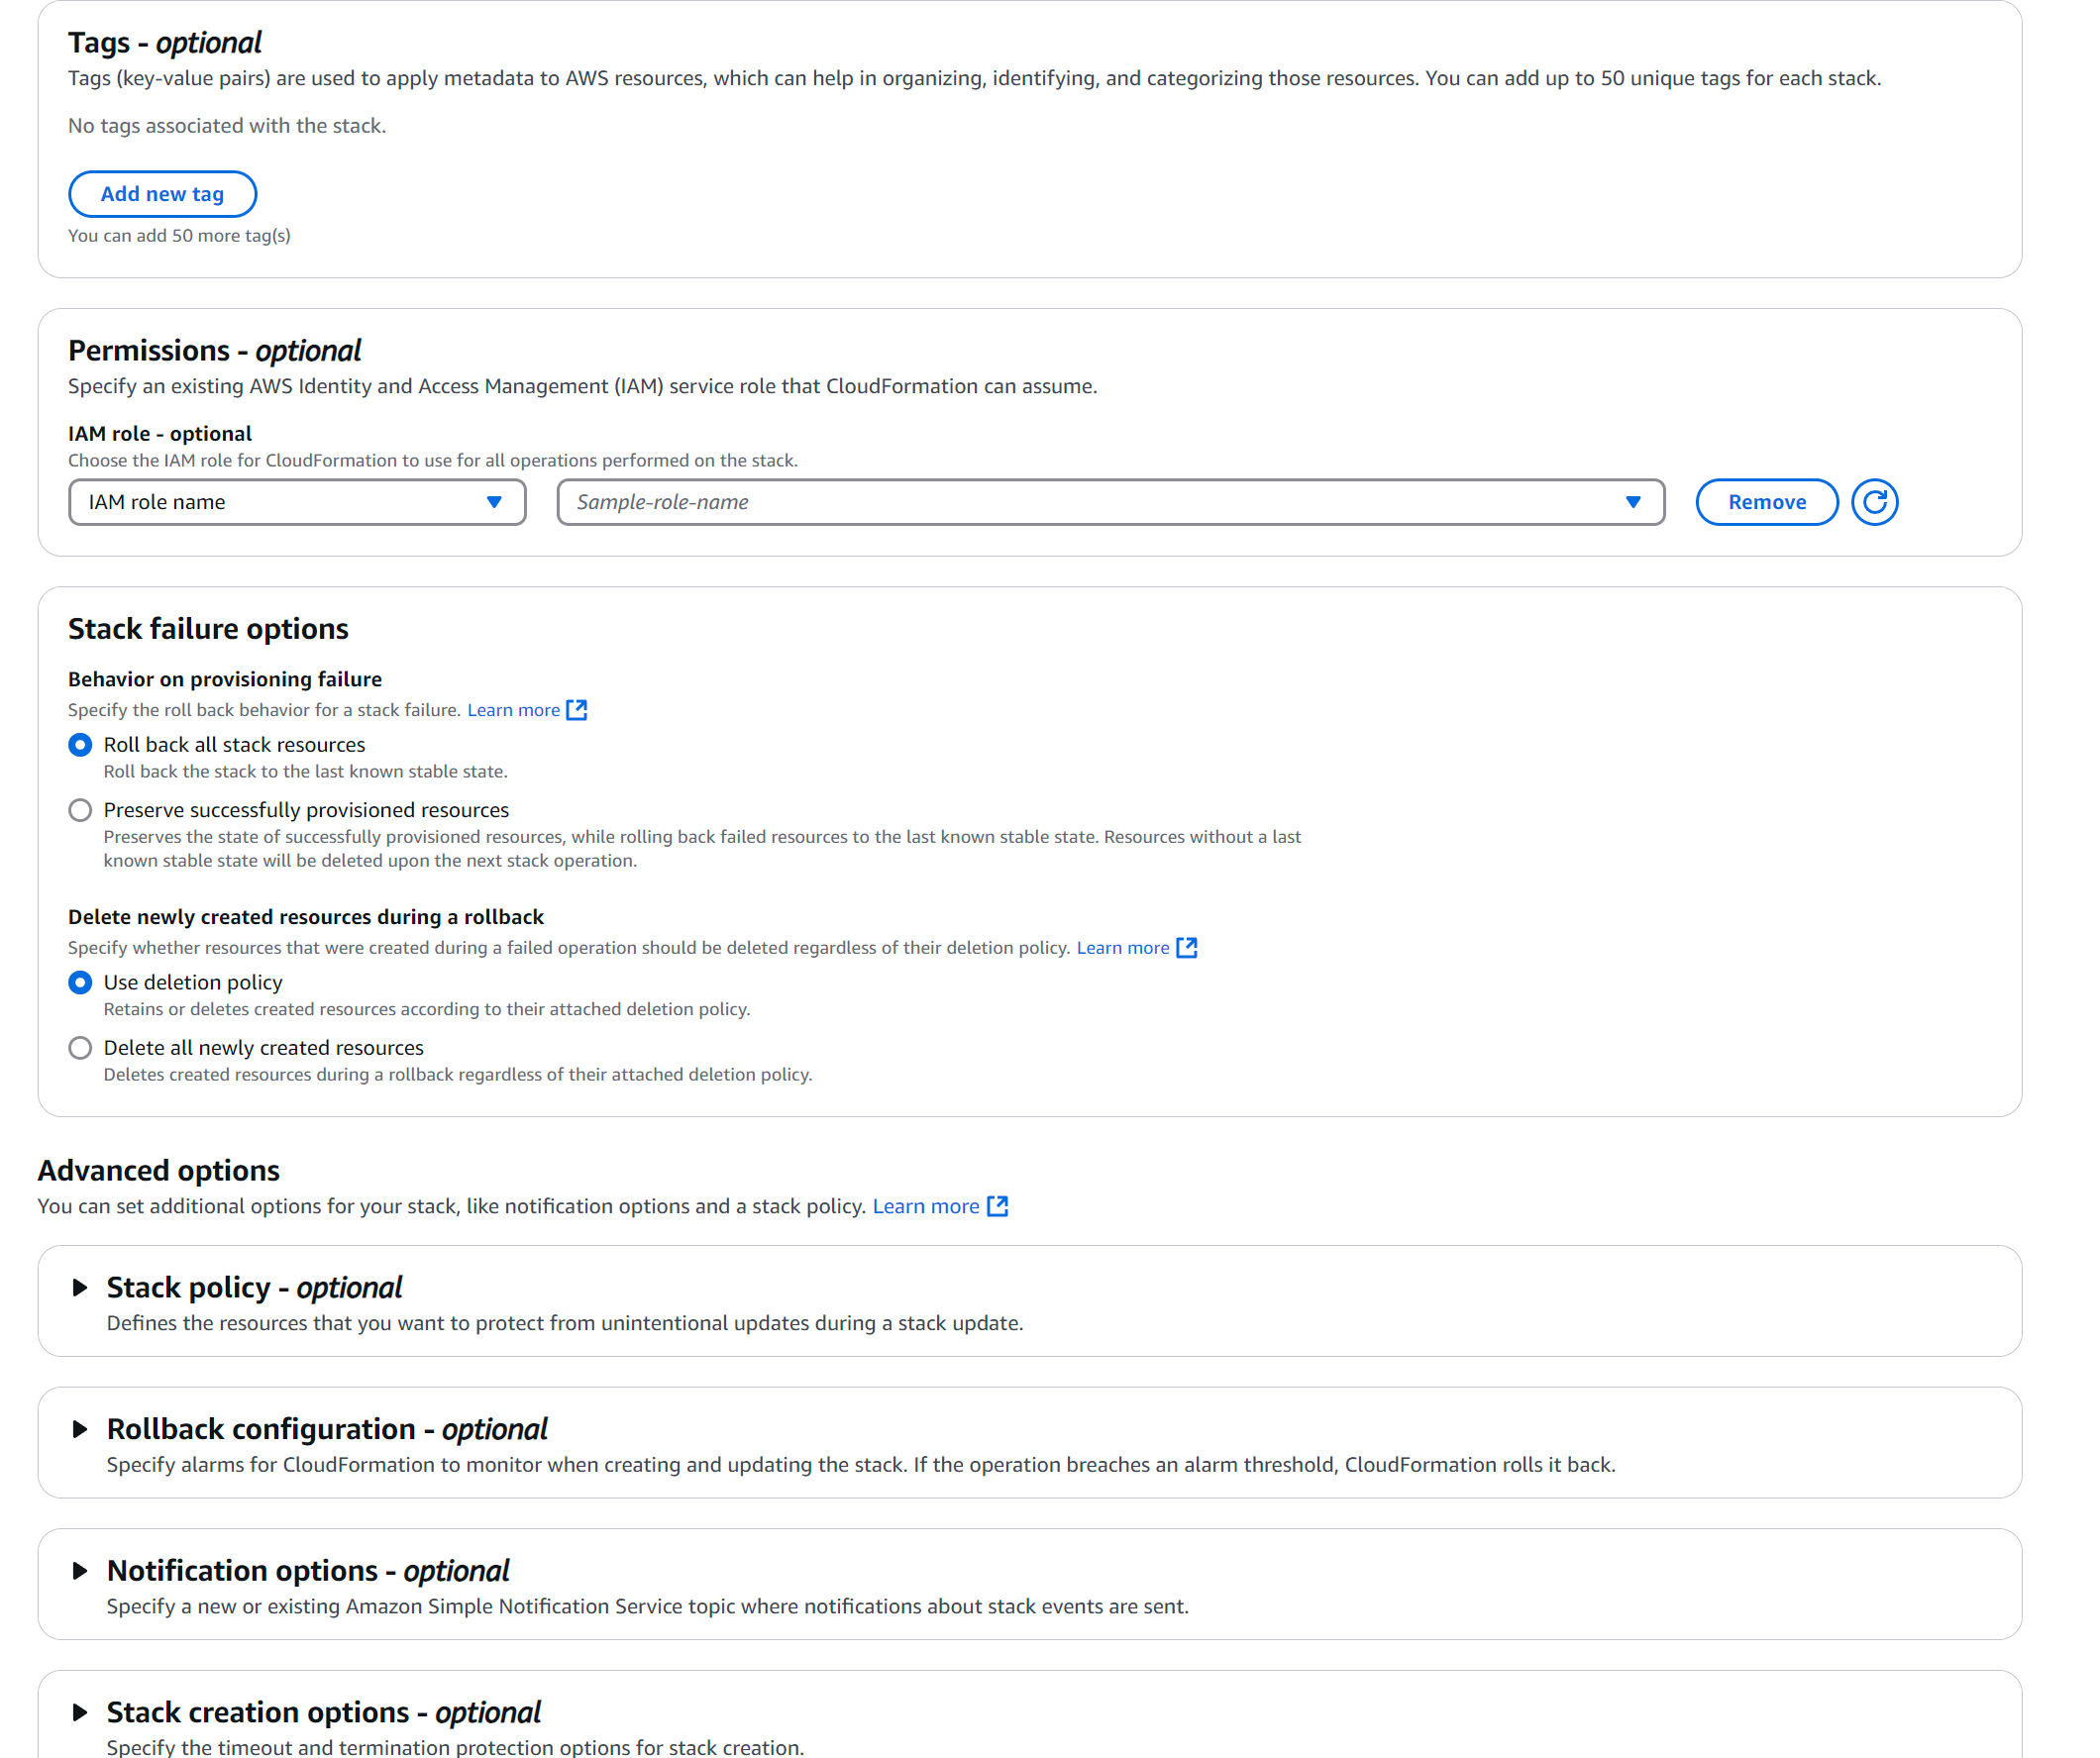 Tags - optional
Tags (key-value pairs) are used to apply metadata to AWS resources, which can help in organizing, identifying, and categorizing those resources. You can add up to 50 unique tags for each stack.
No tags associated with the stack.
Add new tag
You can add 50 more tag(s)
Permissions - optional
Specify an existing AWS Identity and Access Management (IAM) service role that CloudFormation can assume.
IAM role - optional
Choose the IAM role for CloudFormation to use for all operations performed on the stack.
IAM role name
Sample-role-name
Remove
Stack failure options
Behavior on provisioning failure
Specify the roll back behavior for a stack failure. Learn more
Roll back all stack resources
Roll back the stack to the last known stable state.
Preserve successfully provisioned resources
Preserves the state of successfully provisioned resources, while rolling back failed resources to the last known stable state. Resources without a last
known stable state will be deleted upon the next stack operation.
Delete newly created resources during a rollback
Specify whether resources that were created during a failed operation should be deleted regardless of their deletion policy. Learn more
Use deletion policy
Retains or deletes created resources according to their attached deletion policy.
Delete all newly created resources
Deletes created resources during a rollback regardless of their attached deletion policy.
Advanced options
You can set additional options for your stack, like notification options and a stack policy. Learn more
Stack policy - optional
Defines the resources that you want to protect from unintentional updates during a stack update.
Rollback configuration - optional
Specify alarms for CloudFormation to monitor when creating and updating the stack. If the operation breaches an alarm threshold, CloudFormation rolls it back.
Notification options - optional
Specify a new or existing Amazon Simple Notification Service topic where notifications about stack events are sent.
Stack creation options - optional
Specify the timeout and termination protection options for stack creation.